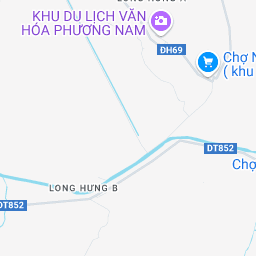 KHU DU LỊCH VĂN
HÓA PHƯƠNG NAM
ĐH69
Chợ N
( khu
ĐT852
Chợ
LONG HƯNG B
ĐT852